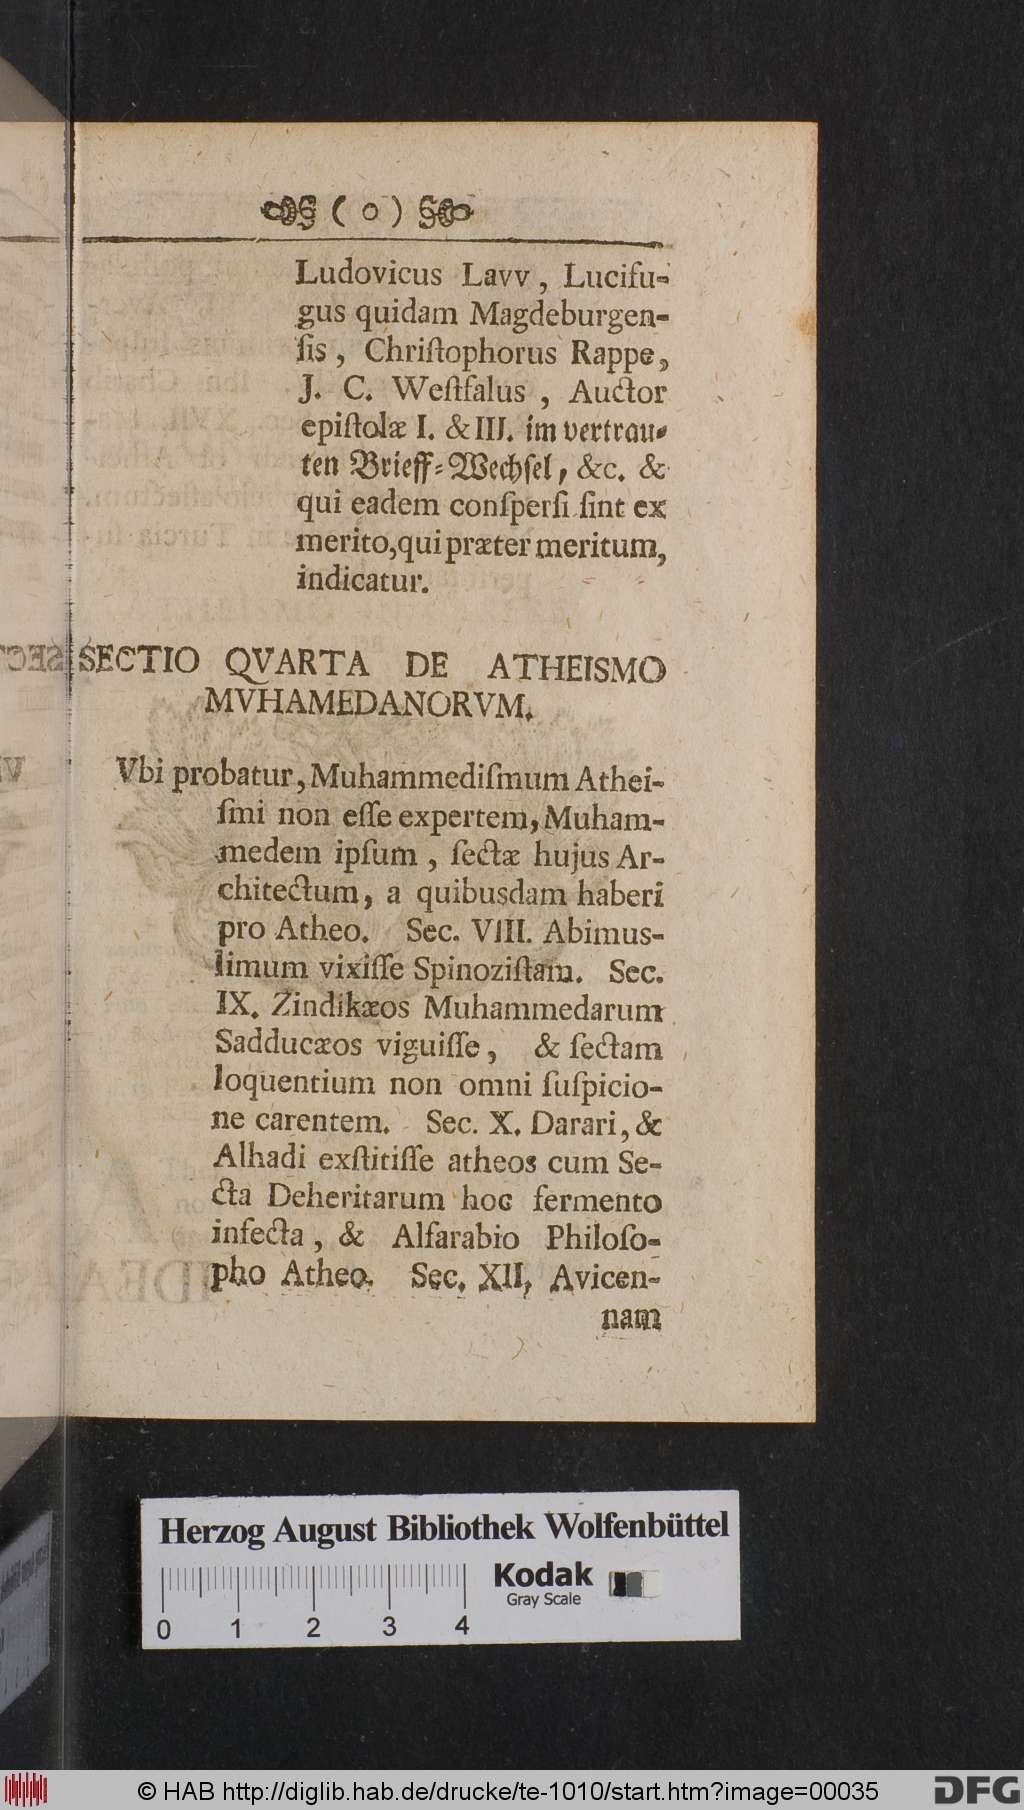 ( o )
Ludovicus Lavv, Lucifu-
gus quidam Magdeburgen-
ſis, Chriſtophorus Rappe,
J. C. Weſtfalus, Auctor
epiſtolæ I. & III. im vertrau-
ten Brieff-Wechſel, &c. &
qui eadem conſperſi ſint ex
merito, qui præter meritum,
indicatur.
SECTIO QVARTA DE ATHEISMO
MVHAMEDANORVM.
Vbi probatur, Muhammediſmum Athei-
ſmi non eſſe expertem, Muham-
medem ipſum, ſectæ hujus Ar-
chitectum, a quibusdam haberi
pro Atheo. Sec. VIII. Abimus-
limum vixiſſe Spinoziſtam. Sec.
IX. Zindikæos Muhammedarum
Sadducæos viguiſſe, & ſectam
loquentium non omni ſuſpicio-
ne carentem. Sec. X. Darari, &
Alhadi exſtitiſſe atheos cum Se-
cta Deheritarum hoc fermento
infecta, & Alfarabio Philoſo-
pho Atheo. Sec. XII, Avicen-
nam
Herzog August Bibliothek Wolfenbüttel
Kodak
Gray Scale
0 1 2 3 4
© HAB http://diglib.hab.de/drucke/te-1010/start.htm?image=00035
DFG